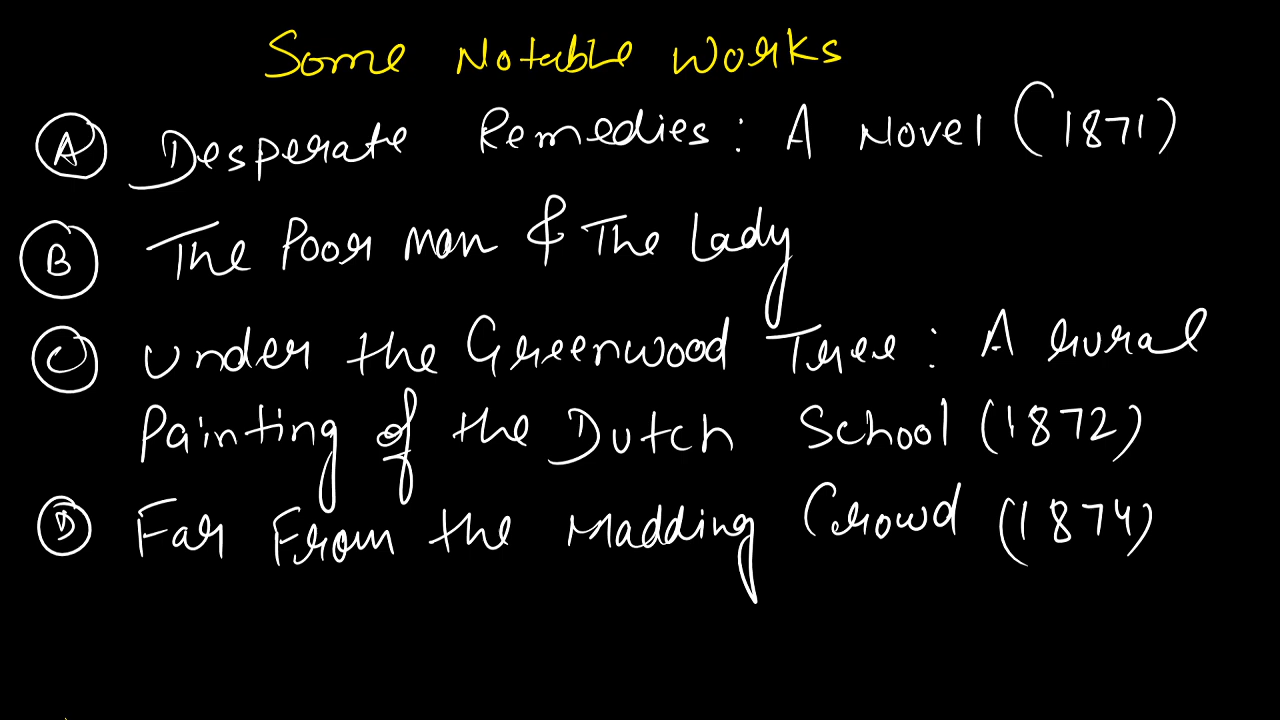 Some Notable Works
A Desperate Remedies: A Novel (1871)
B The Poor man & The Lady
C Under the Greenwood Tree: A rural
Painting of the Dutch School (1872)
D Far From the Madding Crowd (1874)